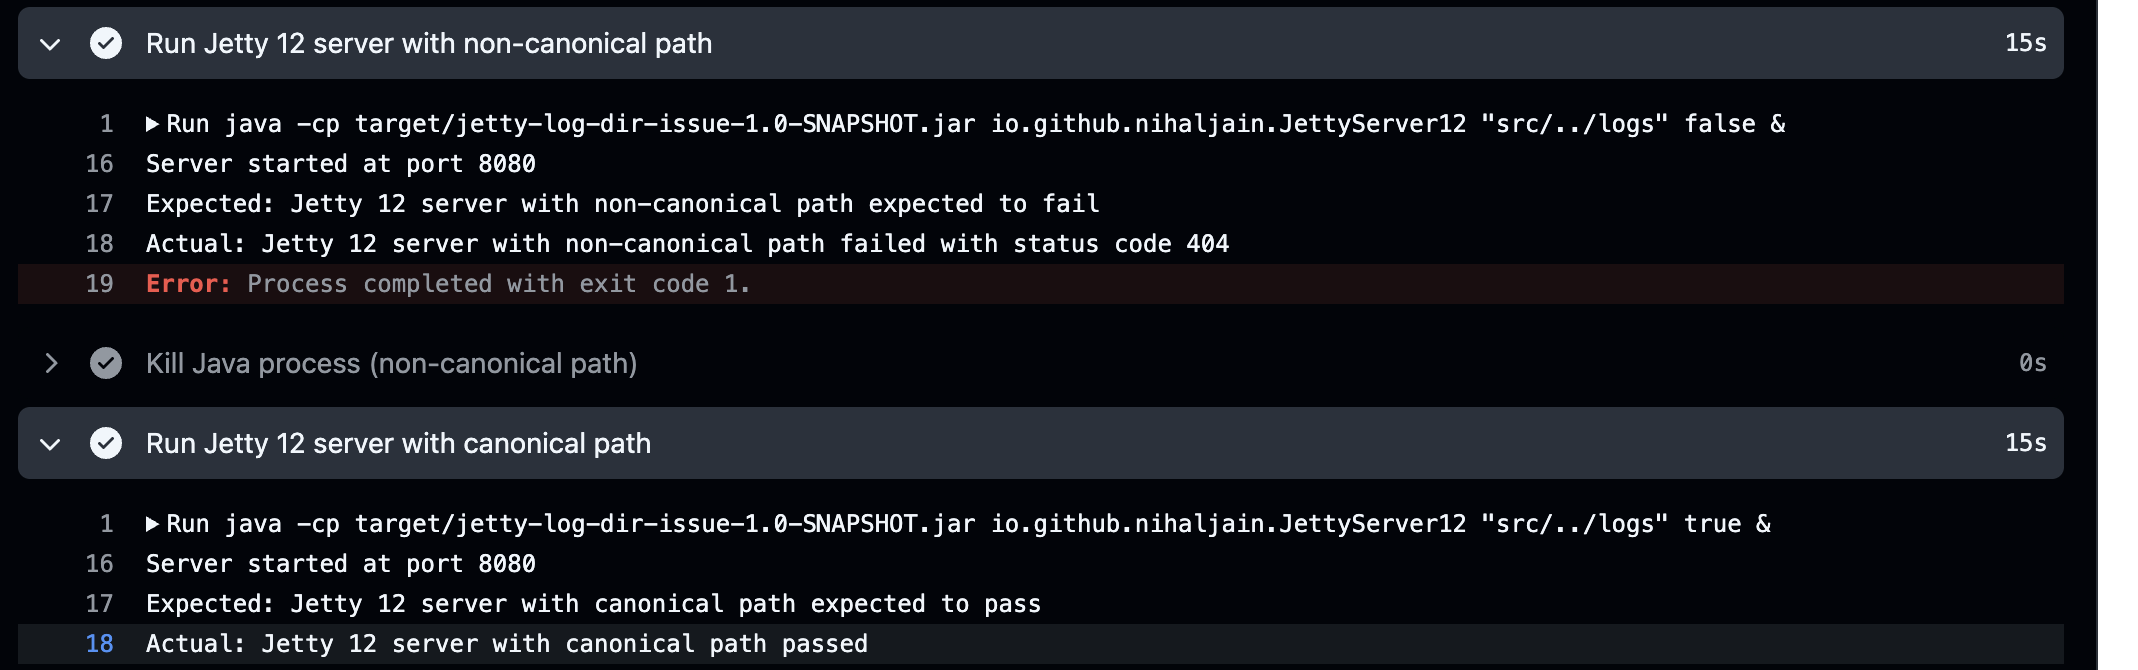 Run Jetty 12 server with non-canonical path 15s
1 ▶ Run java -cp target/jetty-log-dir-issue-1.0-SNAPSHOT.jar io.github.nihaljain.JettyServer12 "src/../logs" false &
16 Server started at port 8080
17 Expected: Jetty 12 server with non-canonical path expected to fail
18 Actual: Jetty 12 server with non-canonical path failed with status code 404
19 Error: Process completed with exit code 1.
Kill Java process (non-canonical path) 0s
Run Jetty 12 server with canonical path 15s
1 ▶ Run java -cp target/jetty-log-dir-issue-1.0-SNAPSHOT.jar io.github.nihaljain.JettyServer12 "src/../logs" true &
16 Server started at port 8080
17 Expected: Jetty 12 server with canonical path expected to pass
18 Actual: Jetty 12 server with canonical path passed